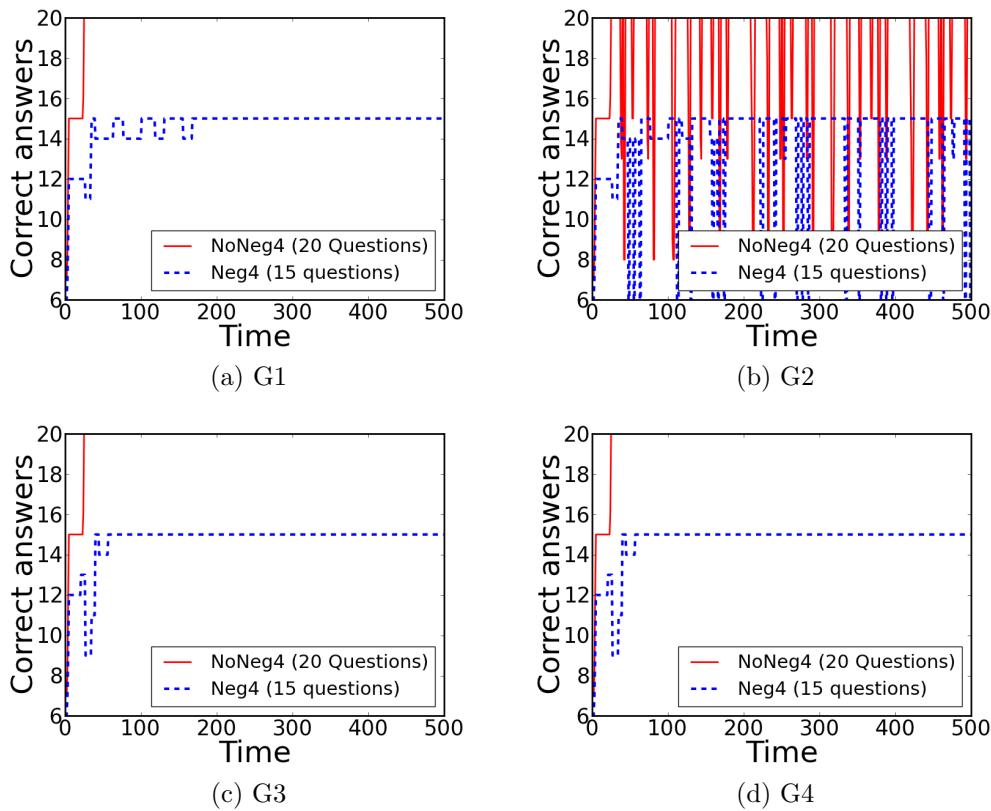 20
18
16
14
12
10
8
6
Correct answers
NoNeg4 (20 Questions)
Neg4 (15 questions)
0 100 200 300 400 500
Time
(a) G1
20
18
16
14
12
10
8
6
Correct answers
NoNeg4 (20 Questions)
Neg4 (15 questions)
0 100 200 300 400 500
Time
(b) G2
20
18
16
14
12
10
8
6
Correct answers
NoNeg4 (20 Questions)
Neg4 (15 questions)
0 100 200 300 400 500
Time
(c) G3
20
18
16
14
12
10
8
6
Correct answers
NoNeg4 (20 Questions)
Neg4 (15 questions)
0 100 200 300 400 500
Time
(d) G4